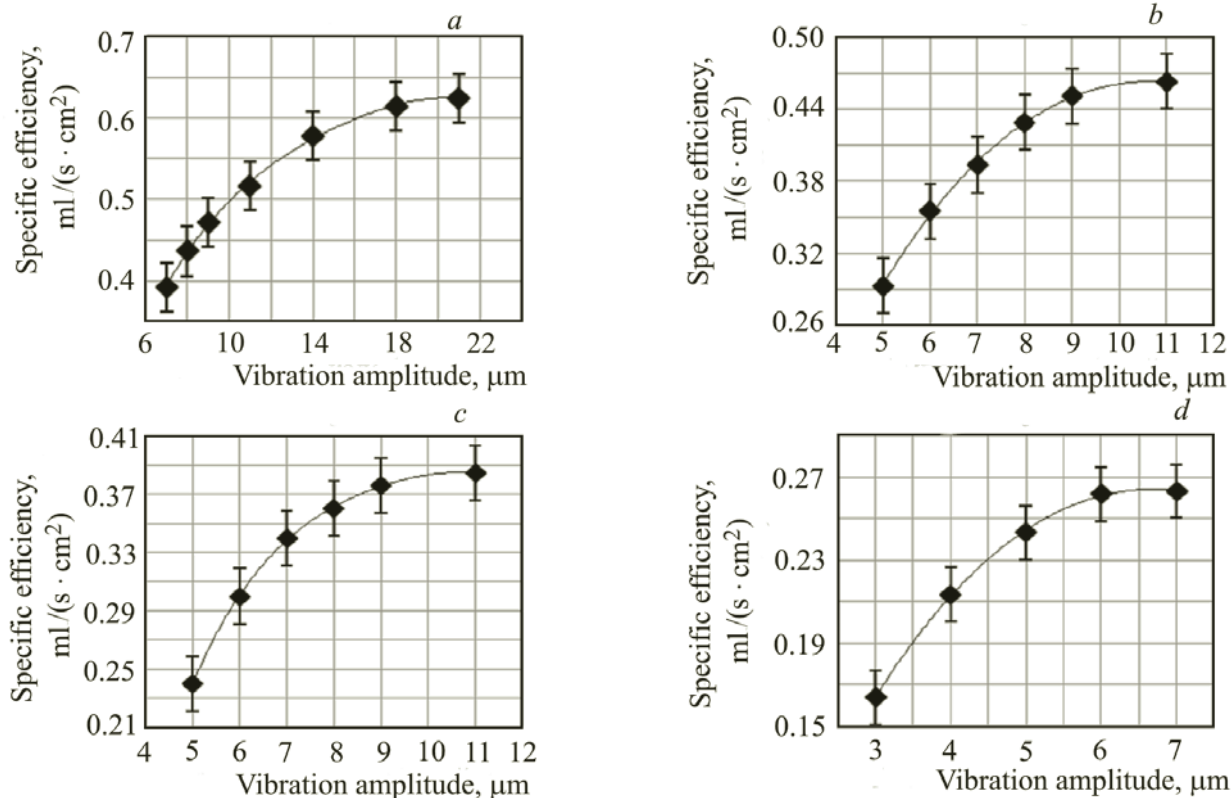 a
Specific efficiency,
ml/(s · cm²)
0.7
0.6
0.5
0.4
6 10 14 18 22
Vibration amplitude, μm
b
Specific efficiency,
ml/(s · cm²)
0.50
0.44
0.38
0.32
0.26
4 5 6 7 8 9 10 11 12
Vibration amplitude, μm
c
Specific efficiency,
ml/(s · cm²)
0.41
0.37
0.33
0.29
0.25
0.21
4 5 6 7 8 9 10 11 12
Vibration amplitude, μm
d
Specific efficiency,
ml/(s · cm²)
0.27
0.23
0.19
0.15
3 4 5 6 7
Vibration amplitude, μm